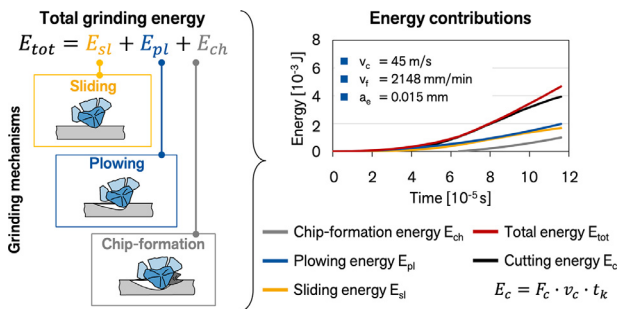 Total grinding energy
E_tot = E_sl + E_pl + E_ch
Grinding mechanisms
Sliding
Plowing
Chip-formation
Energy contributions
Energy [10⁻³ J]
8
6
4
2
0
v_c = 45 m/s
v_f = 2148 mm/min
a_e = 0.015 mm
0 2 4 6 8 10 12
Time [10⁻⁵ s]
Chip-formation energy E_ch
Plowing energy E_pl
Sliding energy E_sl
Total energy E_tot
Cutting energy E_c
E_c = F_c · v_c · t_k